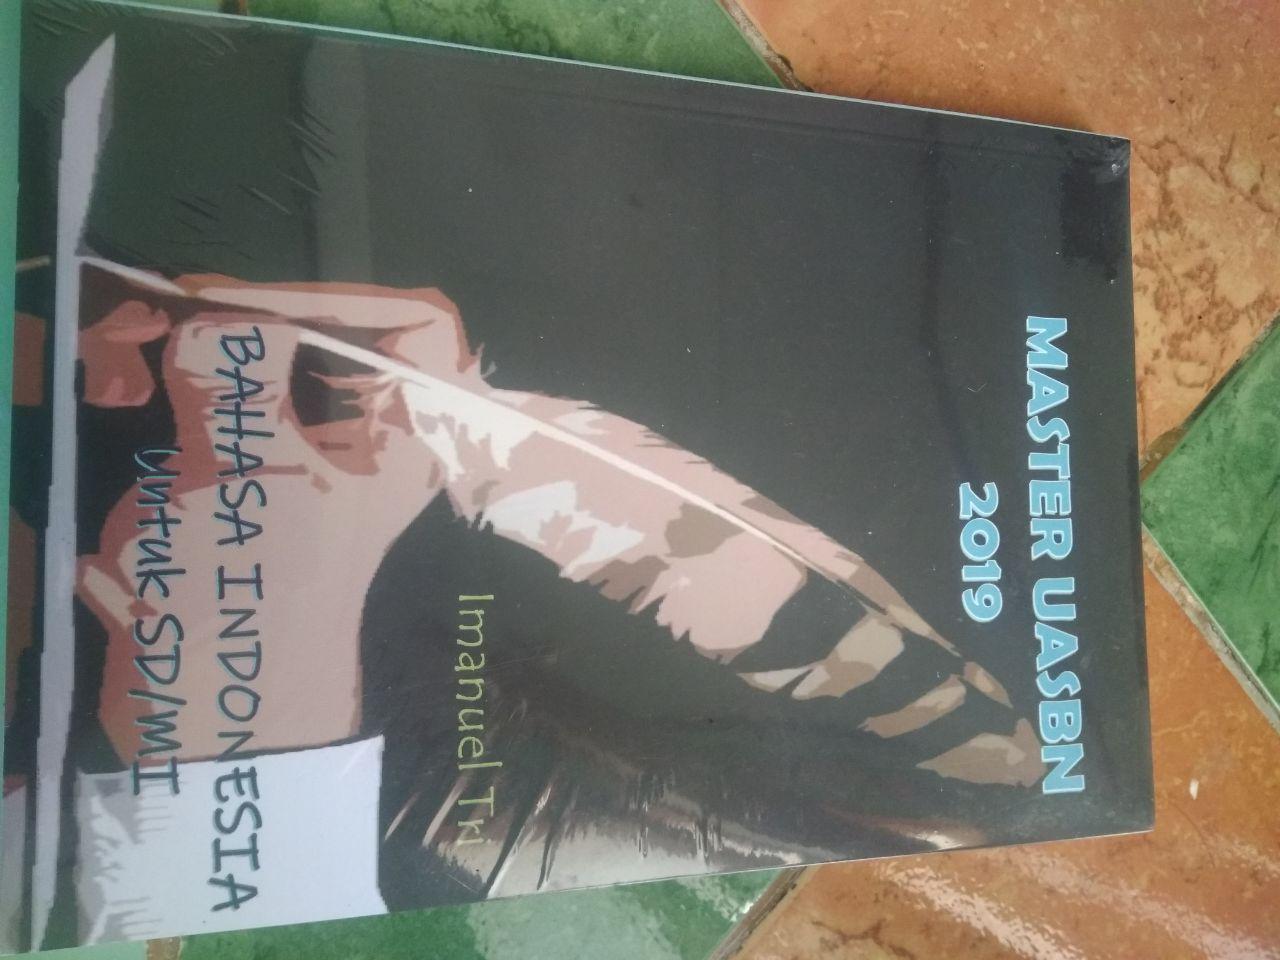 MASTER UASBN
2019
Imanuel Tri
BAHASA INDONESIA
Untuk SD/MI